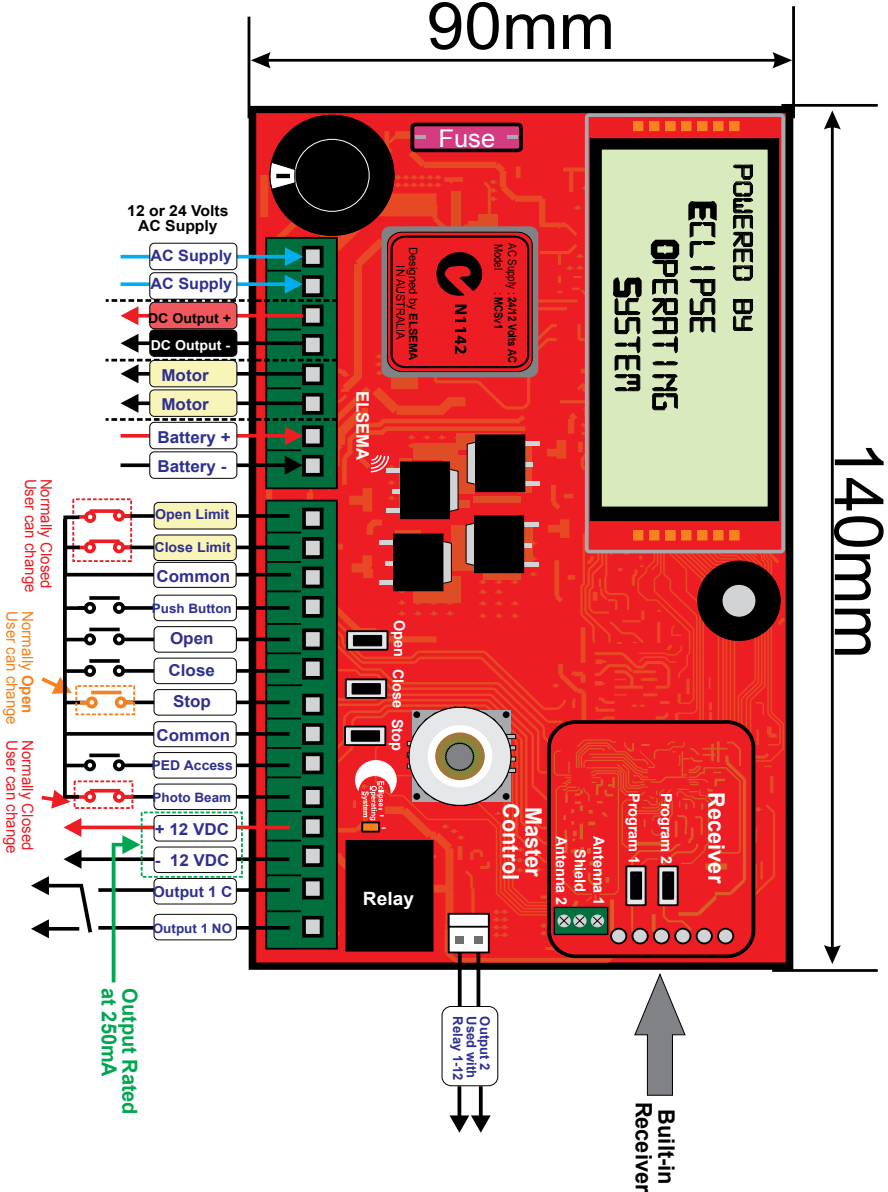 90mm
140mm
Fuse
POWERED BY
ECLIPSE
OPERATING
SYSTEM
AC Supply : 24/12 Volts AC
Model : MCSv1
N1142
Designed by ELSEMA
IN AUSTRALIA
ELSEMA
12 or 24 Volts
AC Supply
AC Supply
AC Supply
DC Output +
DC Output -
Motor
Motor
Battery +
Battery -
Open Limit
Close Limit
Common
Push Button
Open
Close
Stop
Common
PED Access
Photo Beam
+ 12 VDC
- 12 VDC
Output 1 C
Output 1 NO
Normally Closed
User can change
Normally Open
User can change
Normally Closed
User can change
Output Rated
at 250mA
Open
Close
Stop
Eclipse
Operating
System
Master
Control
Relay
Receiver
Program 2
Program 1
Antenna 1
Shield
Antenna 2
Output 2
Used with
Relay 1-12
Built-in
Receiver